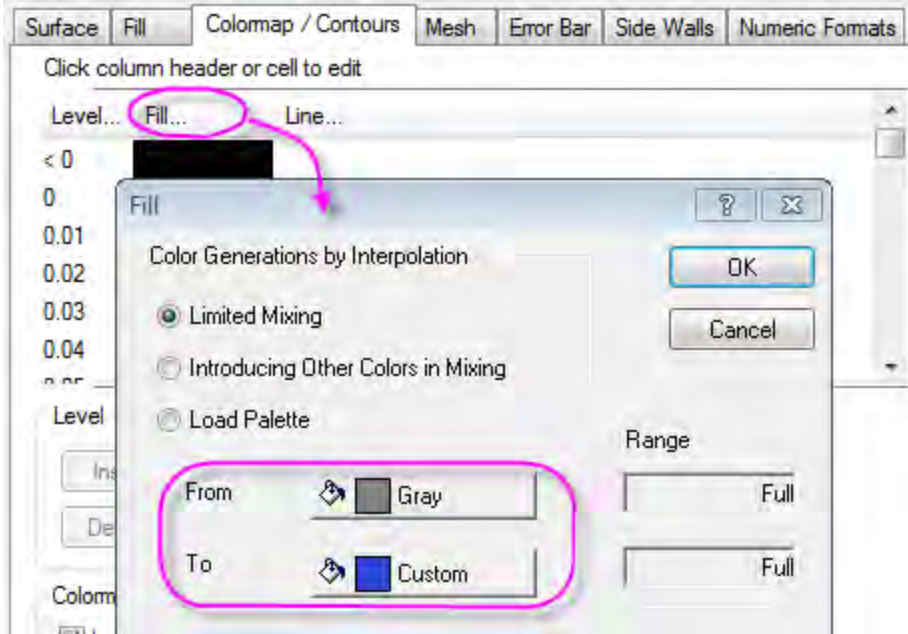 Surface Fill Colormap / Contours Mesh Error Bar Side Walls Numeric Formats
Click column header or cell to edit
Level... Fill... Line...
< 0
0
0.01
0.02
0.03
0.04
Fill
Color Generations by Interpolation
OK
Limited Mixing
Cancel
Introducing Other Colors in Mixing
Load Palette
Level
Range
From Gray Full
To Custom Full